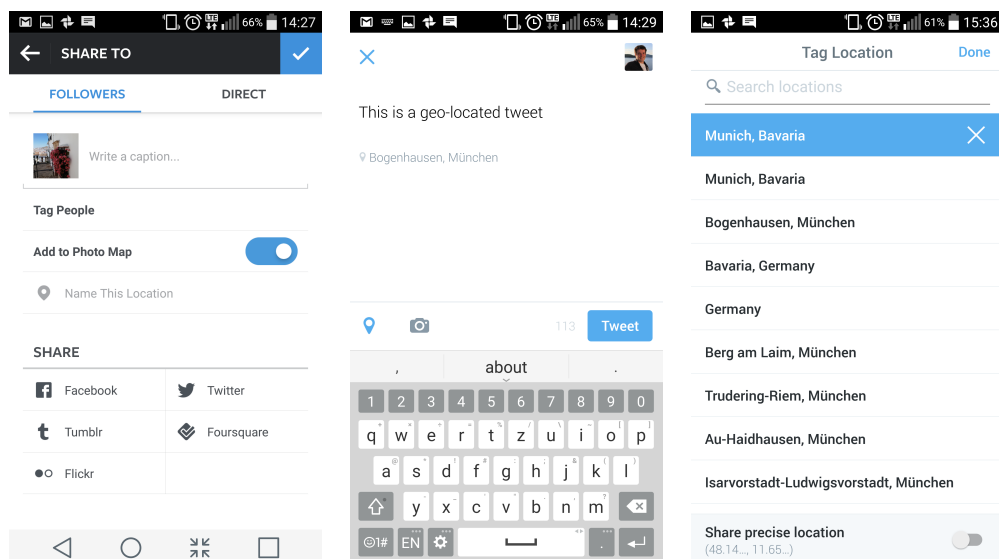 LTE 66% 14:27
SHARE TO
FOLLOWERS DIRECT
Write a caption...
Tag People
Add to Photo Map
Name This Location
SHARE
Facebook Twitter
Tumblr Foursquare
Flickr
LTE 65% 14:29
This is a geo-located tweet
Bogenhausen, München
113 Tweet
, about .
1 2 3 4 5 6 7 8 9 0
q w e r t z u i o p
a s d f g h j k l
y x c v b n m
☺1# EN .
LTE 61% 15:36
Tag Location Done
Search locations
Munich, Bavaria
Munich, Bavaria
Bogenhausen, München
Bavaria, Germany
Germany
Berg am Laim, München
Trudering-Riem, München
Au-Haidhausen, München
Isarvorstadt-Ludwigsvorstadt, München
Share precise location
(48.14..., 11.65...)